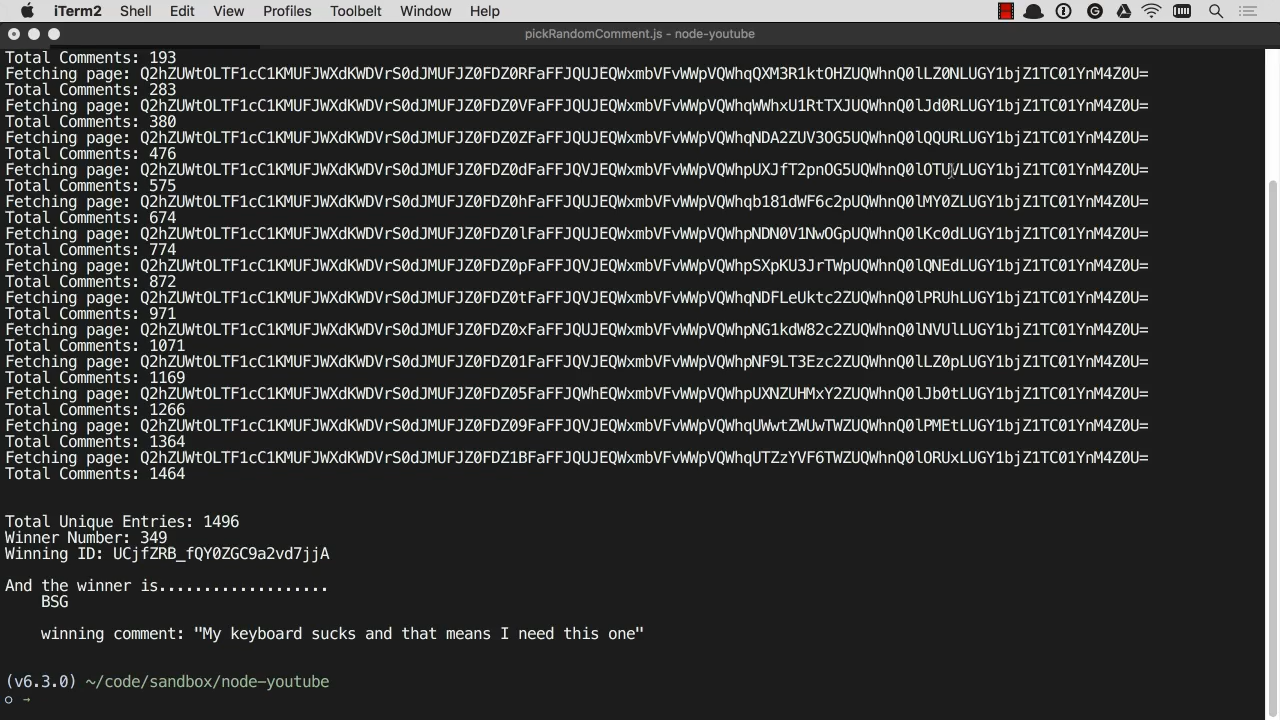 iTerm2 Shell Edit View Profiles Toolbelt Window Help
pickRandomComment.js - node-youtube
Total Comments: 193
Fetching page: Q2hZUWtOLTF1cC1KMUFJWXdKWDVrS0dJMUFJZ0FDZ0RFaFFJQUJEQWxmbVFvWWpVQWhqQXM3R1ktOHZUQWhnQ0lLZ0NLUGY1bjZ1TC01YnM4Z0U=
Total Comments: 283
Fetching page: Q2hZUWtOLTF1cC1KMUFJWXdKWDVrS0dJMUFJZ0FDZ0VFaFFJQUJEQWxmbVFvWWpVQWhqWWhxU1RtTXJUQWhnQ0lJd0RLUGY1bjZ1TC01YnM4Z0U=
Total Comments: 380
Fetching page: Q2hZUWtOLTF1cC1KMUFJWXdKWDVrS0dJMUFJZ0FDZ0ZFaFFJQUJEQWxmbVFvWWpVQWhqNDA2ZUV3OG5UQWhnQ0lQQURLUGY1bjZ1TC01YnM4Z0U=
Total Comments: 476
Fetching page: Q2hZUWtOLTF1cC1KMUFJWXdKWDVrS0dJMUFJZ0FDZ0dFaFFJQVJEQWxmbVFvWWpVQWhpUXJfT2pnOG5UQWhnQ0lOTUVLUGY1bjZ1TC01YnM4Z0U=
Total Comments: 575
Fetching page: Q2hZUWtOLTF1cC1KMUFJWXdKWDVrS0dJMUFJZ0FDZ0hFaFFJQUJEQWxmbVFvWWpVQWhqb181dWF6c2pUQWhnQ0lMY0ZLUGY1bjZ1TC01YnM4Z0U=
Total Comments: 674
Fetching page: Q2hZUWtOLTF1cC1KMUFJWXdKWDVrS0dJMUFJZ0FDZ0lFaFFJQUJEQWxmbVFvWWpVQWhpNDN0V1NwOGpUQWhnQ0lKc0dLUGY1bjZ1TC01YnM4Z0U=
Total Comments: 774
Fetching page: Q2hZUWtOLTF1cC1KMUFJWXdKWDVrS0dJMUFJZ0FDZ0pFaFFJQVJEQWxmbVFvWWpVQWhpSXpKU3JrTWpUQWhnQ0lQNEdLUGY1bjZ1TC01YnM4Z0U=
Total Comments: 872
Fetching page: Q2hZUWtOLTF1cC1KMUFJWXdKWDVrS0dJMUFJZ0FDZ0tFaFFJQVJEQWxmbVFvWWpVQWhqNDFLeUktc2ZUQWhnQ0lPRUhLUGY1bjZ1TC01YnM4Z0U=
Total Comments: 971
Fetching page: Q2hZUWtOLTF1cC1KMUFJWXdKWDVrS0dJMUFJZ0FDZ0xFaFFJQUJEQWxmbVFvWWpVQWhpNG1kdW82c2ZUQWhnQ0lNVUlLUGY1bjZ1TC01YnM4Z0U=
Total Comments: 1071
Fetching page: Q2hZUWtOLTF1cC1KMUFJWXdKWDVrS0dJMUFJZ0FDZ01FaFFJQVJEQWxmbVFvWWpVQWhpNF9LT3Ezc2ZUQWhnQ0lLZ0pLUGY1bjZ1TC01YnM4Z0U=
Total Comments: 1169
Fetching page: Q2hZUWtOLTF1cC1KMUFJWXdKWDVrS0dJMUFJZ0FDZ05FaFFJQWhEQWxmbVFvWWpVQWhpUXNZUHMxY2ZUQWhnQ0lJb0tLUGY1bjZ1TC01YnM4Z0U=
Total Comments: 1266
Fetching page: Q2hZUWtOLTF1cC1KMUFJWXdKWDVrS0dJMUFJZ0FDZ09FaFFJQVJEQWxmbVFvWWpVQWhqUWwtZWUwTWZUQWhnQ0lPMEtLUGY1bjZ1TC01YnM4Z0U=
Total Comments: 1364
Fetching page: Q2hZUWtOLTF1cC1KMUFJWXdKWDVrS0dJMUFJZ0FDZ1BFaFFJQUJEQWxmbVFvWWpVQWhqUTZzYVF6TWZUQWhnQ0lORUxLUGY1bjZ1TC01YnM4Z0U=
Total Comments: 1464
Total Unique Entries: 1496
Winner Number: 349
Winning ID: UCjfZRB_fQY0ZGC9a2vd7jjA
And the winner is...................
BSG
winning comment: "My keyboard sucks and that means I need this one"
(v6.3.0) ~/code/sandbox/node-youtube
○ →